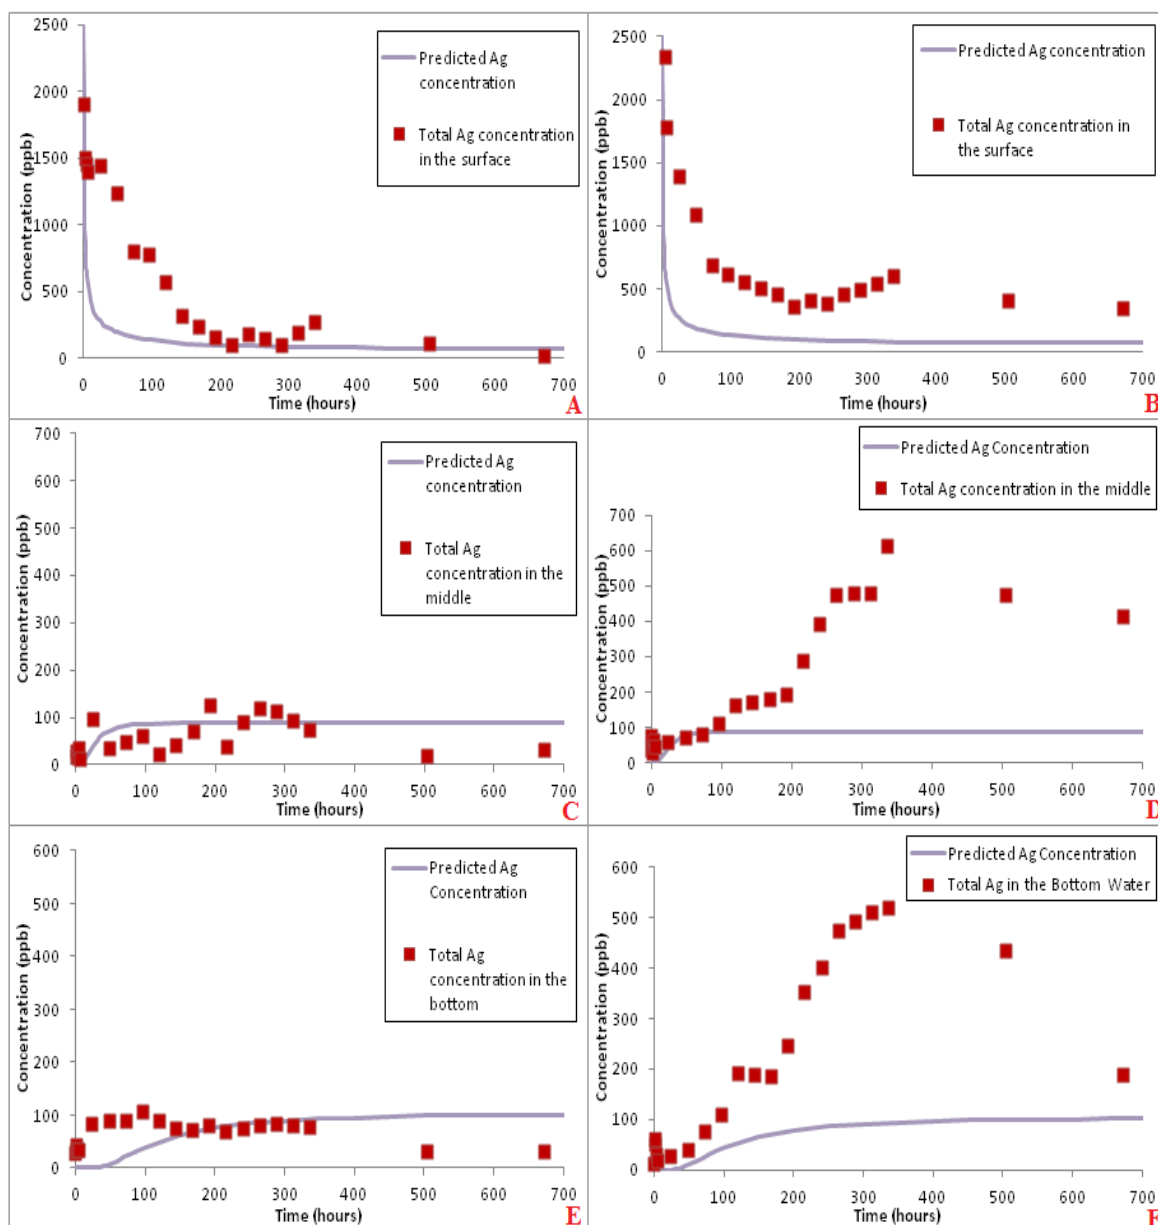 2500
2000
1500
1000
500
0
Concentration (ppb)
0 100 200 300 400 500 600 700
Time (hours)
Predicted Ag
concentration
Total Ag concentration
in the surface
A
2500
2000
1500
1000
500
0
Concentration (ppb)
0 100 200 300 400 500 600 700
Time (hours)
Predicted Ag concentration
Total Ag concentration in
the surface
B
700
600
500
400
300
200
100
0
Concentration (ppb)
0 100 200 300 400 500 600 700
Time (hours)
Predicted Ag
concentration
Total Ag
concentration in the
middle
C
700
600
500
400
300
200
100
0
Concentration (ppb)
0 100 200 300 400 500 600 700
Time (hours)
Predicted Ag Concentration
Total Ag concentration in the middle
D
600
500
400
300
200
100
0
Concentration (ppb)
0 100 200 300 400 500 600 700
Time (hours)
Predicted Ag
Concentration
Total Ag
concentration in the
bottom
E
600
500
400
300
200
100
0
Concentration (ppb)
0 100 200 300 400 500 600 700
Time (hours)
Predicted Ag Concentration
Total Ag in the Bottom Water
F